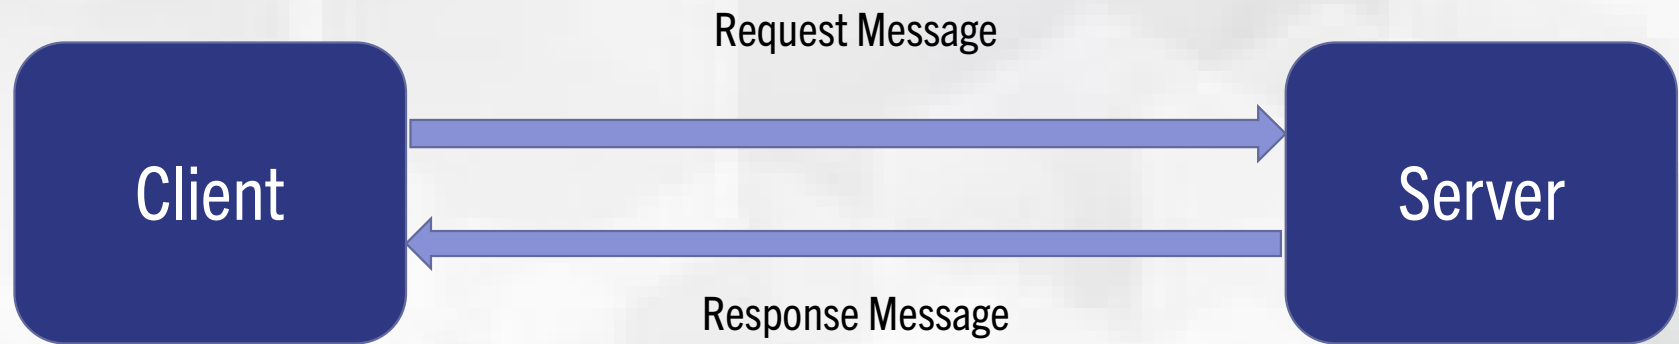 Request Message
Client
Server
Response Message